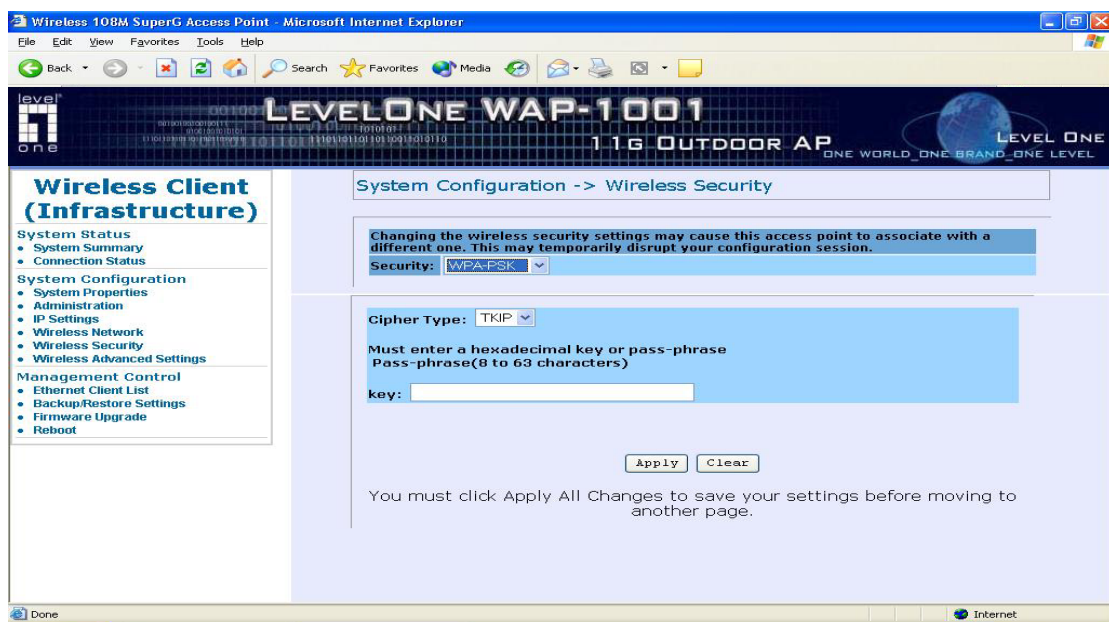 Wireless 108M SuperG Access Point - Microsoft Internet Explorer
File Edit View Favorites Tools Help
Back Search Favorites Media
level one
LEVELONE WAP-1001
11G OUTDOOR AP
LEVEL ONE
ONE WORLD_ONE BRAND_ONE LEVEL
Wireless Client
(Infrastructure)
System Status
• System Summary
• Connection Status
System Configuration
• System Properties
• Administration
• IP Settings
• Wireless Network
• Wireless Security
• Wireless Advanced Settings
Management Control
• Ethernet Client List
• Backup/Restore Settings
• Firmware Upgrade
• Reboot
System Configuration -> Wireless Security
Changing the wireless security settings may cause this access point to associate with a
different one. This may temporarily disrupt your configuration session.
Security: WPA-PSK
Cipher Type: TKIP
Must enter a hexadecimal key or pass-phrase
Pass-phrase(8 to 63 characters)
key:
Apply Clear
You must click Apply All Changes to save your settings before moving to
another page.
Done Internet